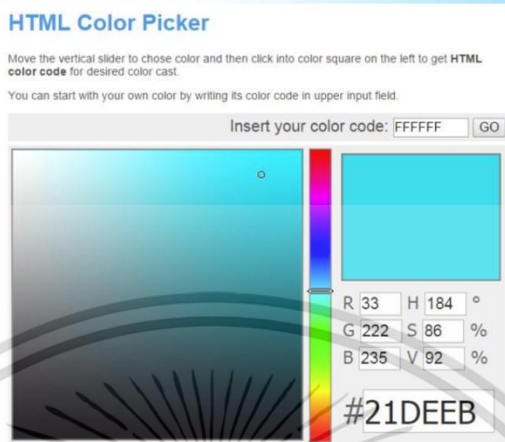 HTML Color Picker
Move the vertical slider to chose color and then click into color square on the left to get HTML
color code for desired color cast.
You can start with your own color by writing its color code in upper input field.
Insert your color code: FFFFFF GO
R 33 H 184 °
G 222 S 86 %
B 235 V 92 %
#21DEEB